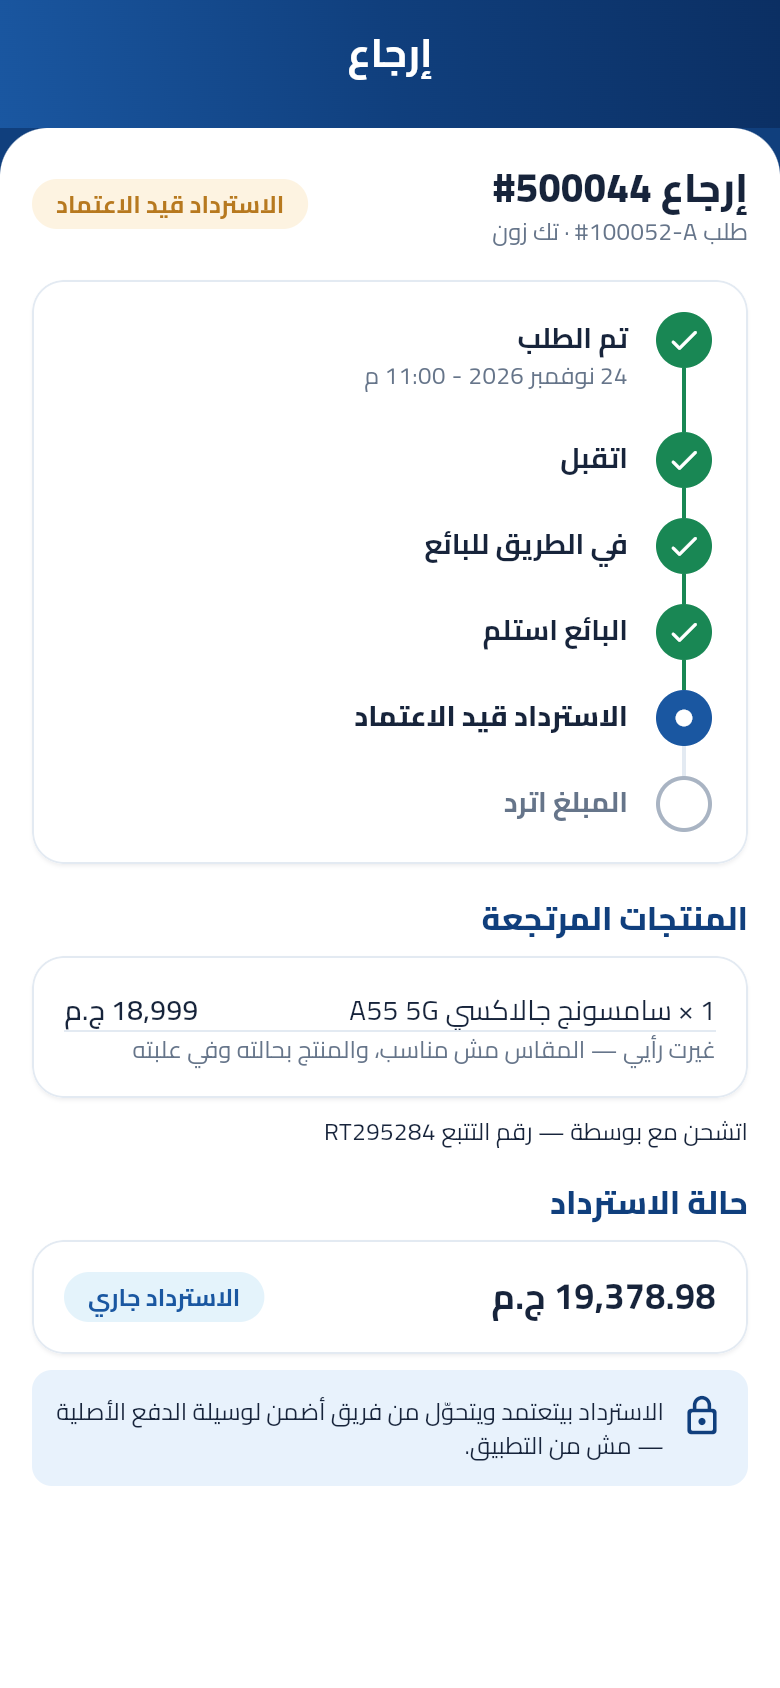 إرجاع
إرجاع 500044#
الاسترداد قيد الاعتماد
طلب 100052-A# · تك زون
تم الطلب
24 نوفمبر 2026 - 11:00 م
اتقبل
في الطريق للبائع
البائع استلم
الاسترداد قيد الاعتماد
المبلغ اترد
المنتجات المرتجعة
1 × سامسونج جالاكسي A55 5G
18,999 ج.م
غيرت رأيي — المقاس مش مناسب، والمنتج بحالته وفي علبته
اتشحن مع بوسطة — رقم التتبع RT295284
حالة الاسترداد
19,378.98 ج.م
الاسترداد جاري
الاسترداد بيتعتمد ويتحوّل من فريق أضمن لوسيلة الدفع الأصلية
— مش من التطبيق.